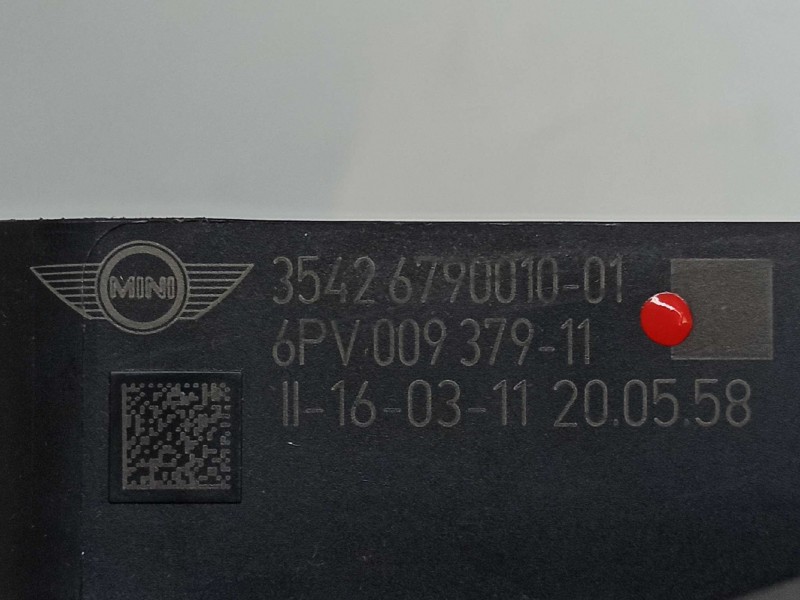 MINI
3542 6790010-01
6PV 009 379-11
II-16-03-11 20.05.58